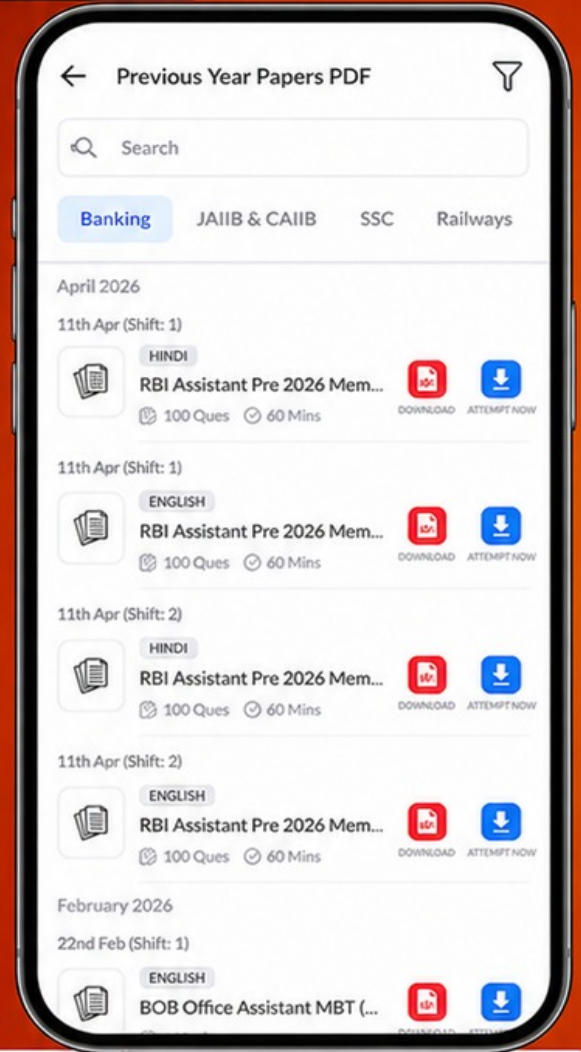 Previous Year Papers PDF
Search
Banking JAIIB & CAIIB SSC Railways
April 2026
11th Apr (Shift: 1)
HINDI
RBI Assistant Pre 2026 Mem...
100 Ques 60 Mins
DOWNLOAD ATTEMPT NOW
11th Apr (Shift: 1)
ENGLISH
RBI Assistant Pre 2026 Mem...
100 Ques 60 Mins
DOWNLOAD ATTEMPT NOW
11th Apr (Shift: 2)
HINDI
RBI Assistant Pre 2026 Mem...
100 Ques 60 Mins
DOWNLOAD ATTEMPT NOW
11th Apr (Shift: 2)
ENGLISH
RBI Assistant Pre 2026 Mem...
100 Ques 60 Mins
DOWNLOAD ATTEMPT NOW
February 2026
22nd Feb (Shift: 1)
ENGLISH
BOB Office Assistant MBT (...